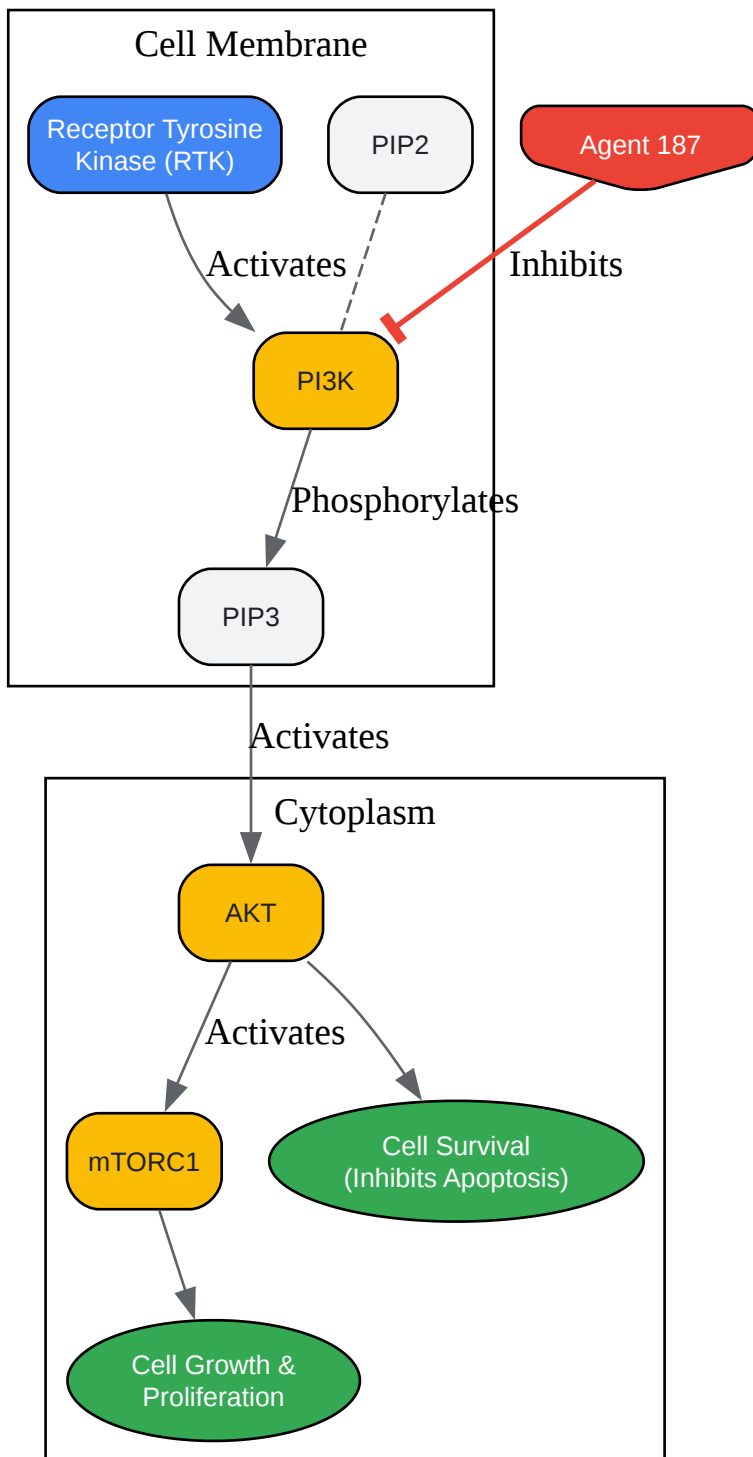 Cell Membrane
Receptor Tyrosine
Kinase (RTK)
PIP2
Agent 187
Activates
Inhibits
PI3K
Phosphorylates
PIP3
Activates
Cytoplasm
AKT
Activates
mTORC1
Cell Survival
(Inhibits Apoptosis)
Cell Growth &
Proliferation